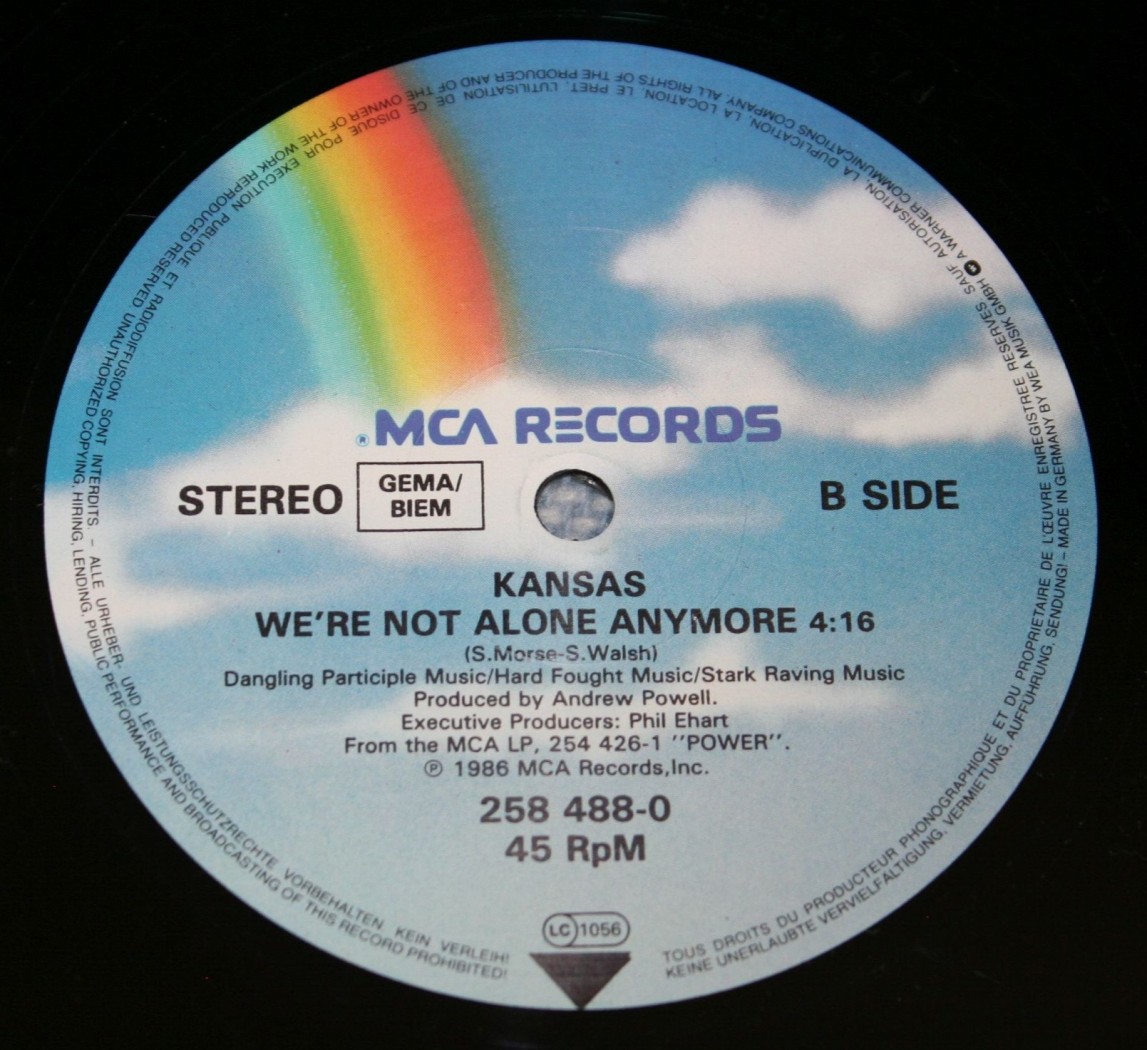 ® MCA RECORDS
STEREO
GEMA/
BIEM
B SIDE
KANSAS
WE'RE NOT ALONE ANYMORE 4:16
(S.Morse-S.Walsh)
Dangling Participle Music/Hard Fought Music/Stark Raving Music
Produced by Andrew Powell.
Executive Producers: Phil Ehart
From the MCA LP, 254 426-1 ''POWER''.
℗ 1986 MCA Records,Inc.
258 488-0
45 RpM
LC 1056
TOUS DROITS DU PRODUCTEUR PHONOGRAPHIQUE ET DU PROPRIETAIRE DE L'ŒUVRE ENREGISTREE RESERVES. SAUF AUTORISATION, LA DUPLICATION, LA LOCATION, LE PRET, L'UTILISATION DE CE DISQUE POUR EXECUTION PUBLIQUE ET RADIODIFFUSION SONT INTERDITS. – ALLE URHEBER- UND LEISTUNGSSCHUTZRECHTE VORBEHALTEN. KEIN VERLEIH!
KEINE UNERLAUBTE VERVIELFÄLTIGUNG, VERMIETUNG, AUFFÜHRUNG, SENDUNG! – MADE IN GERMANY BY WEA MUSIK GMBH A WARNER COMMUNICATIONS COMPANY. ALL RIGHTS OF THE PRODUCER AND OF THE OWNER OF THE WORK REPRODUCED RESERVED. UNAUTHORIZED COPYING, HIRING, LENDING, PUBLIC PERFORMANCE AND BROADCASTING OF THIS RECORD PROHIBITED!